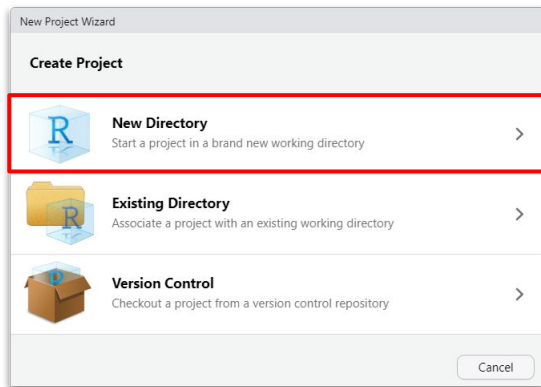 New Project Wizard
Create Project
R
New Directory
Start a project in a brand new working directory
R
Existing Directory
Associate a project with an existing working directory
R
Version Control
Checkout a project from a version control repository
Cancel